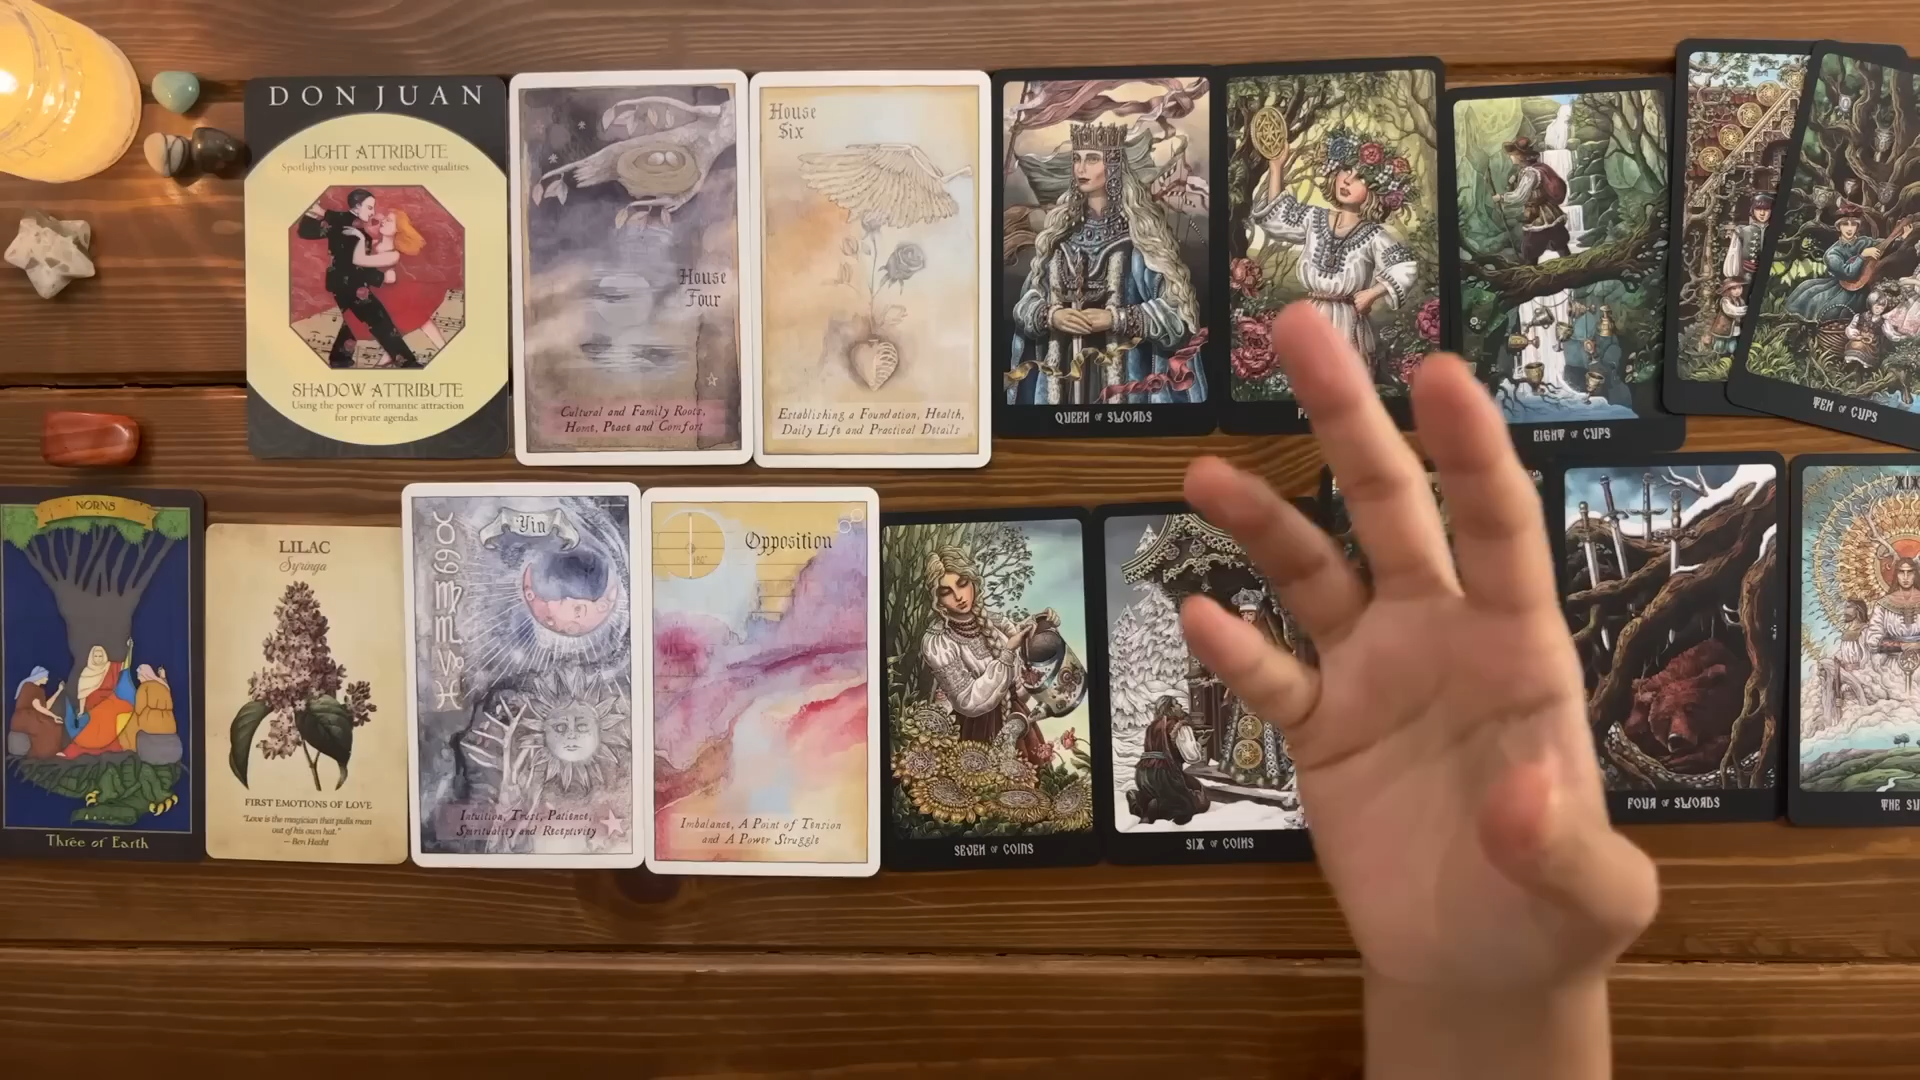 DON JUAN
LIGHT ATTRIBUTE
Spotlights your positive seductive qualities
SHADOW ATTRIBUTE
Using the power of romantic attraction
for private agendas
House
Four
Cultural and Family Roots,
Home, Peace and Comfort
House
Six
Establishing a Foundation, Health,
Daily Life and Practical Details
QUEEN OF SWORDS
EIGHT OF CUPS
TEN OF CUPS
NORNS
Three of Earth
LILAC
Syringa
FIRST EMOTIONS OF LOVE
"Love is the magician that pulls man
out of his own hat."
— Ben Hecht
Yin
Intuition, Trust, Patience,
Spirituality and Receptivity
Opposition
180°
Imbalance, A Point of Tension
and A Power Struggle
SEVEN OF COINS
SIX OF COINS
FOUR OF SWORDS
XIX
THE SU